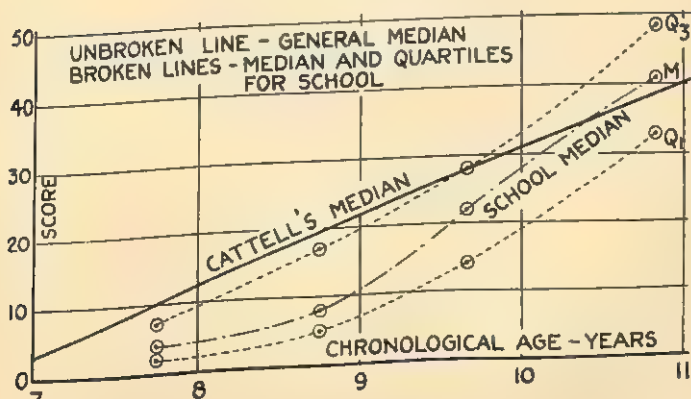 50
UNBROKEN LINE - GENERAL MEDIAN
BROKEN LINES - MEDIAN AND QUARTILES
FOR SCHOOL
Q3
40
M
30
SCORE
CATTELL'S MEDIAN
SCHOOL MEDIAN
Q1
20
10
CHRONOLOGICAL AGE - YEARS
0
7
8
9
10
11